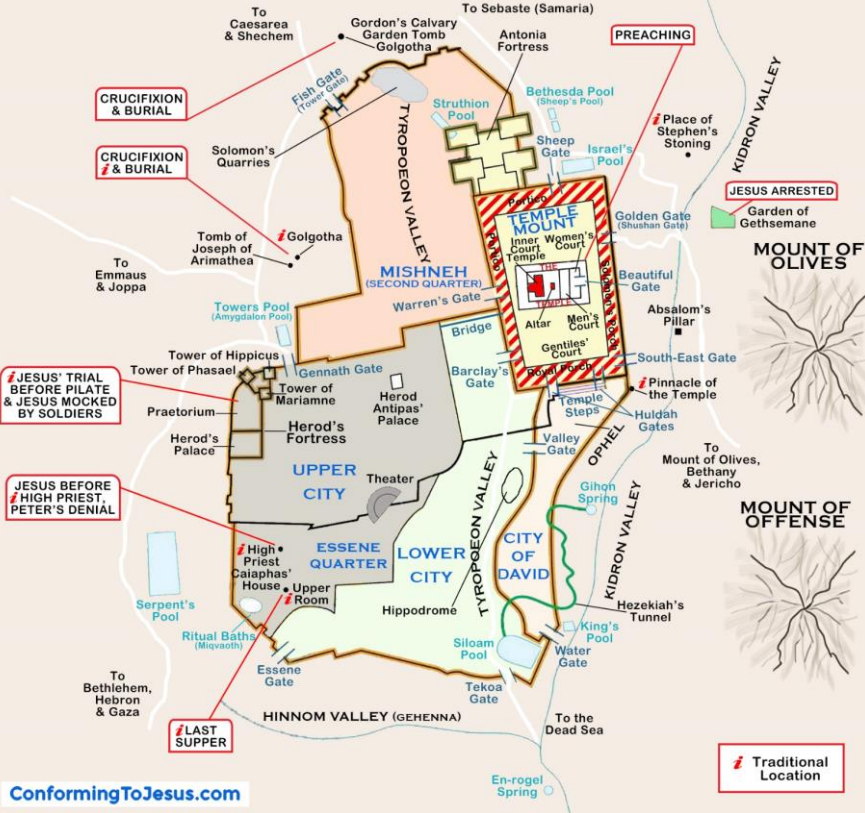 To
Caesarea
& Shechem
Gordon's Calvary
Garden Tomb
Golgotha
To Sebaste (Samaria)
Antonia
Fortress
PREACHING
CRUCIFIXION
& BURIAL
Fish Gate
(Tower Gate)
Struthion
Pool
Bethesda Pool
(Sheep's Pool)
KIDRON VALLEY
i Place of
Stephen's
Stoning
CRUCIFIXION
i & BURIAL
Solomon's
Quarries
TYROPOEON VALLEY
Sheep
Gate
Israel's
Pool
JESUS ARRESTED
Garden of
Gethsemane
Portico
TEMPLE
MOUNT
Golden Gate
(Shushan Gate)
Tomb of
Joseph of
Arimathea
i Golgotha
Portico
Inner
Court
Temple
Women's
Court
THE
TEMPLE
Altar
Men's
Court
Gentiles'
Court
Solomon's Porch
Royal Porch
MOUNT OF
OLIVES
To
Emmaus
& Joppa
MISHNEH
(SECOND QUARTER)
Warren's Gate
Beautiful
Gate
Towers Pool
(Amygdalon Pool)
Bridge
Absalom's
Pillar
Tower of Hippicus
Tower of Phasael
Gennath Gate
Barclay's
Gate
South-East Gate
i JESUS' TRIAL
BEFORE PILATE
& JESUS MOCKED
BY SOLDIERS
Tower of
Mariamne
Herod
Antipas'
Palace
i Pinnacle of
the Temple
Praetorium
Temple
Steps
Huldah
Gates
Herod's
Palace
Herod's
Fortress
Valley
Gate
OPHEL
To
Mount of Olives,
Bethany
& Jericho
UPPER
CITY
Theater
TYROPOEON VALLEY
Gihon
Spring
JESUS BEFORE
i HIGH PRIEST,
PETER'S DENIAL
MOUNT OF
OFFENSE
KIDRON VALLEY
ESSENE
QUARTER
LOWER
CITY
CITY
OF
DAVID
i High
Priest
Caiaphas'
House
i Upper
Room
Hippodrome
Hezekiah's
Tunnel
Serpent's
Pool
Ritual Baths
(Miqvaoth)
Siloam
Pool
King's
Pool
Water
Gate
Essene
Gate
Tekoa
Gate
To
Bethlehem,
Hebron
& Gaza
HINNOM VALLEY (GEHENNA)
To the
Dead Sea
i LAST
SUPPER
i Traditional
Location
En-rogel
Spring
ConformingToJesus.com